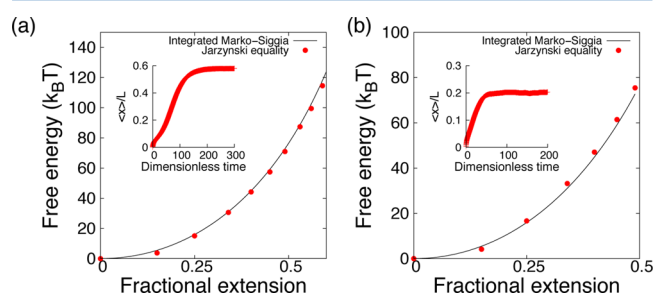 (a)
Free energy (kBT)
140
120
100
80
60
40
20
0
Integrated Marko-Siggia
Jarzynski equality
<x>/L
0.6
0.4
0.2
0
0 100 200 300
Dimensionless time
0 0.25 0.5
Fractional extension
(b)
Free energy (kBT)
100
80
60
40
20
0
Integrated Marko-Siggia
Jarzynski equality
<x>/L
0.3
0.2
0.1
0
0 100 200
Dimensionless time
0 0.25 0.5
Fractional extension